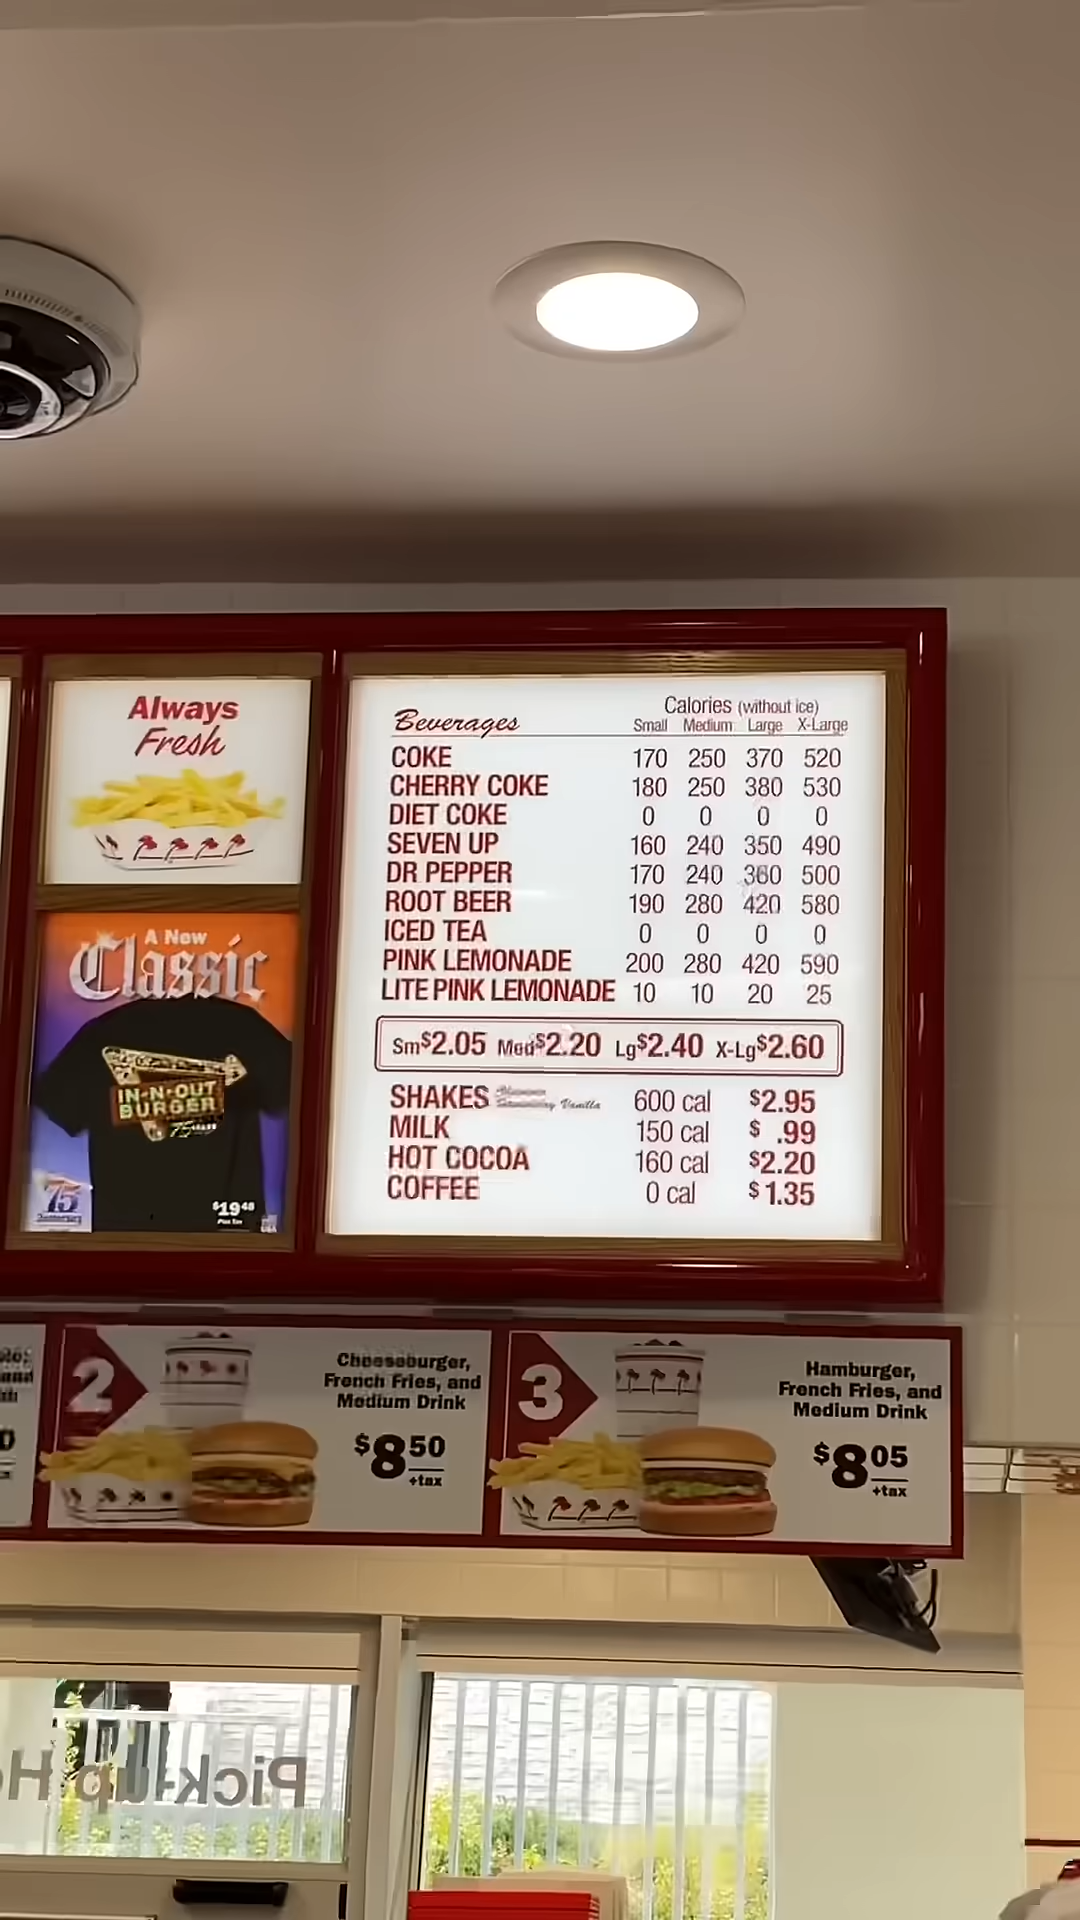 Always
Fresh
A New
Classic
IN-N-OUT
BURGER
75
75
$19.48
Plus Tax
Beverages
Calories (without ice)
Small Medium Large X-Large
COKE 170 250 370 520
CHERRY COKE 180 250 380 530
DIET COKE 0 0 0 0
SEVEN UP 160 240 350 490
DR PEPPER 170 240 360 500
ROOT BEER 190 280 420 580
ICED TEA 0 0 0 0
PINK LEMONADE 200 280 420 590
LITE PINK LEMONADE 10 10 20 25
Sm$2.05 Med$2.20 Lg$2.40 X-Lg$2.60
SHAKES Vanilla 600 cal $2.95
MILK 150 cal $ .99
HOT COCOA 160 cal $2.20
COFFEE 0 cal $1.35
2
Cheeseburger,
French Fries, and
Medium Drink
$8.50
+tax
3
Hamburger,
French Fries, and
Medium Drink
$8.05
+tax
Pick-up